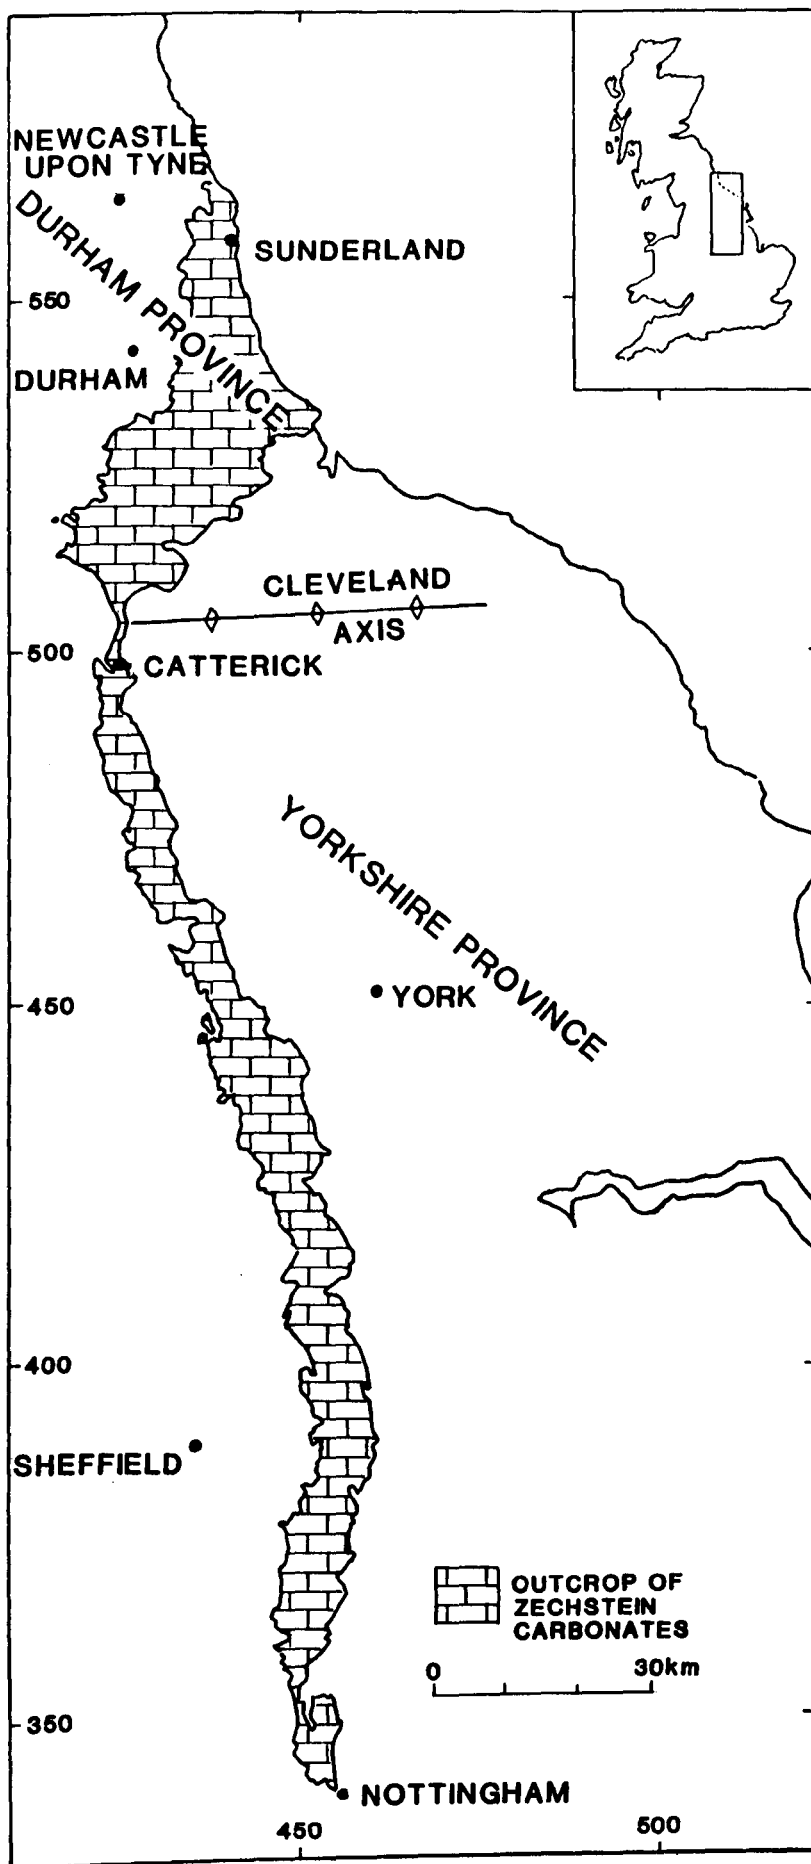 NEWCASTLE
UPON TYNE
DURHAM PROVINCE
SUNDERLAND
550
DURHAM
CLEVELAND
AXIS
500
CATTERICK
YORKSHIRE PROVINCE
450
YORK
400
SHEFFIELD
OUTCROP OF
ZECHSTEIN
CARBONATES
0 30km
350
NOTTINGHAM
450 500